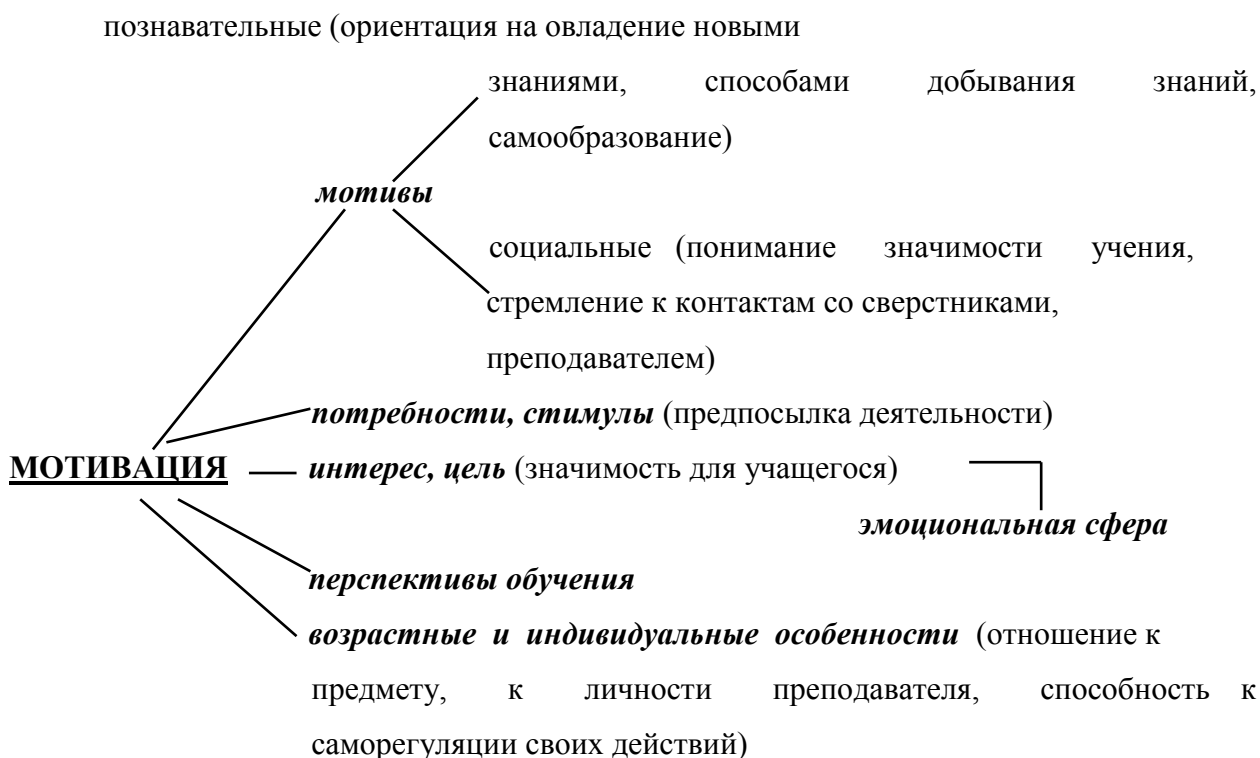 познавательные (ориентация на овладение новыми
знаниями, способами добывания знаний,
самообразование)
мотивы
социальные (понимание значимости учения,
стремление к контактам со сверстниками,
преподавателем)
потребности, стимулы (предпосылка деятельности)
МОТИВАЦИЯ интерес, цель (значимость для учащегося)
эмоциональная сфера
перспективы обучения
возрастные и индивидуальные особенности (отношение к
предмету, к личности преподавателя, способность к
саморегуляции своих действий)